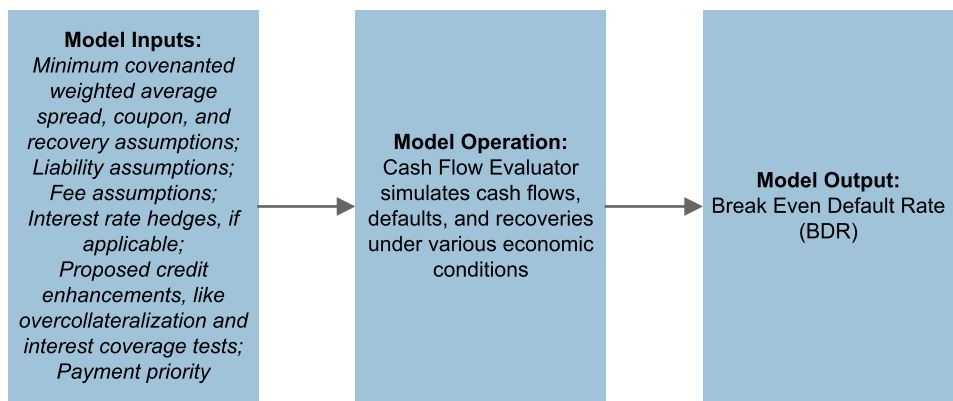 Model Inputs:
Minimum covenanted
weighted average
spread, coupon, and
recovery assumptions;
Liability assumptions;
Fee assumptions;
Interest rate hedges, if
applicable;
Proposed credit
enhancements, like
overcollateralization and
interest coverage tests;
Payment priority
Model Operation:
Cash Flow Evaluator
simulates cash flows,
defaults, and recoveries
under various economic
conditions
Model Output:
Break Even Default Rate
(BDR)